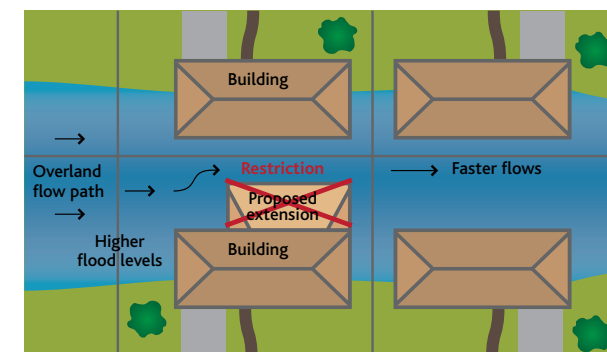 Building
Restriction
Overland
flow path
Faster flows
Proposed
extension
Higher
flood levels
Building